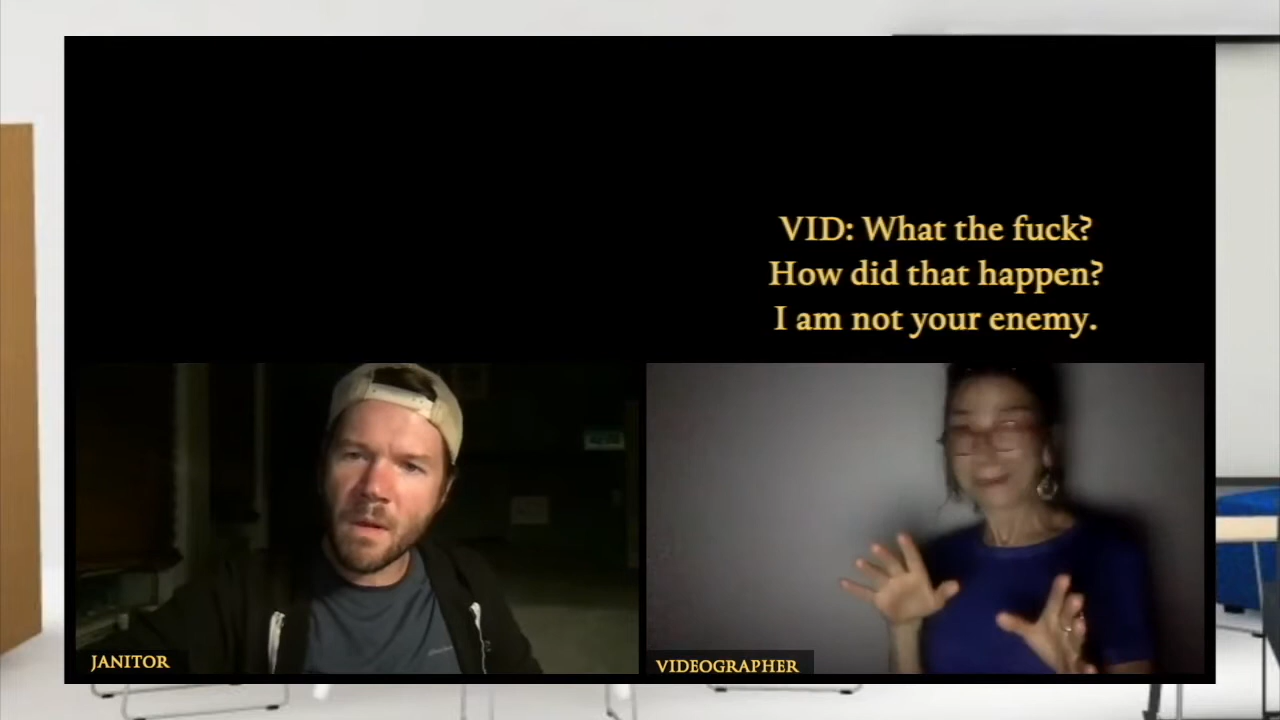 VID: What the fuck?
How did that happen?
I am not your enemy.
JANITOR
VIDEOGRAPHER